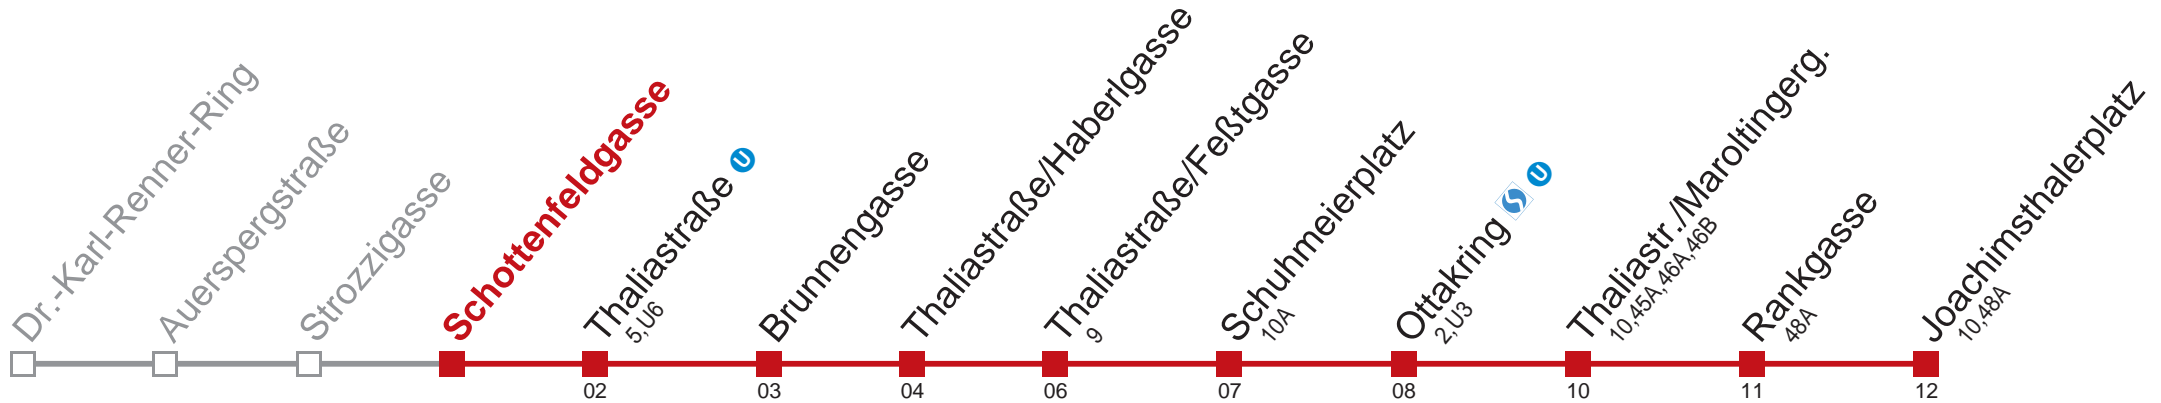 Dr.-Karl-Renner-Ring
Auerspergstraße
Strozzigasse
Schottenfeldgasse
Thaliastraße U
5,U6
Brunnengasse
Thaliastraße/Haberlgasse
Thaliastraße/Feßtgasse
9
Schuhmeierplatz
10A
Ottakring S U
2,U3
Thaliastr./Maroltingerg.
10,45A,46A,46B
Rankgasse
48A
Joachimsthalerplatz
10,48A
02 03 04 06 07 08 10 11 12